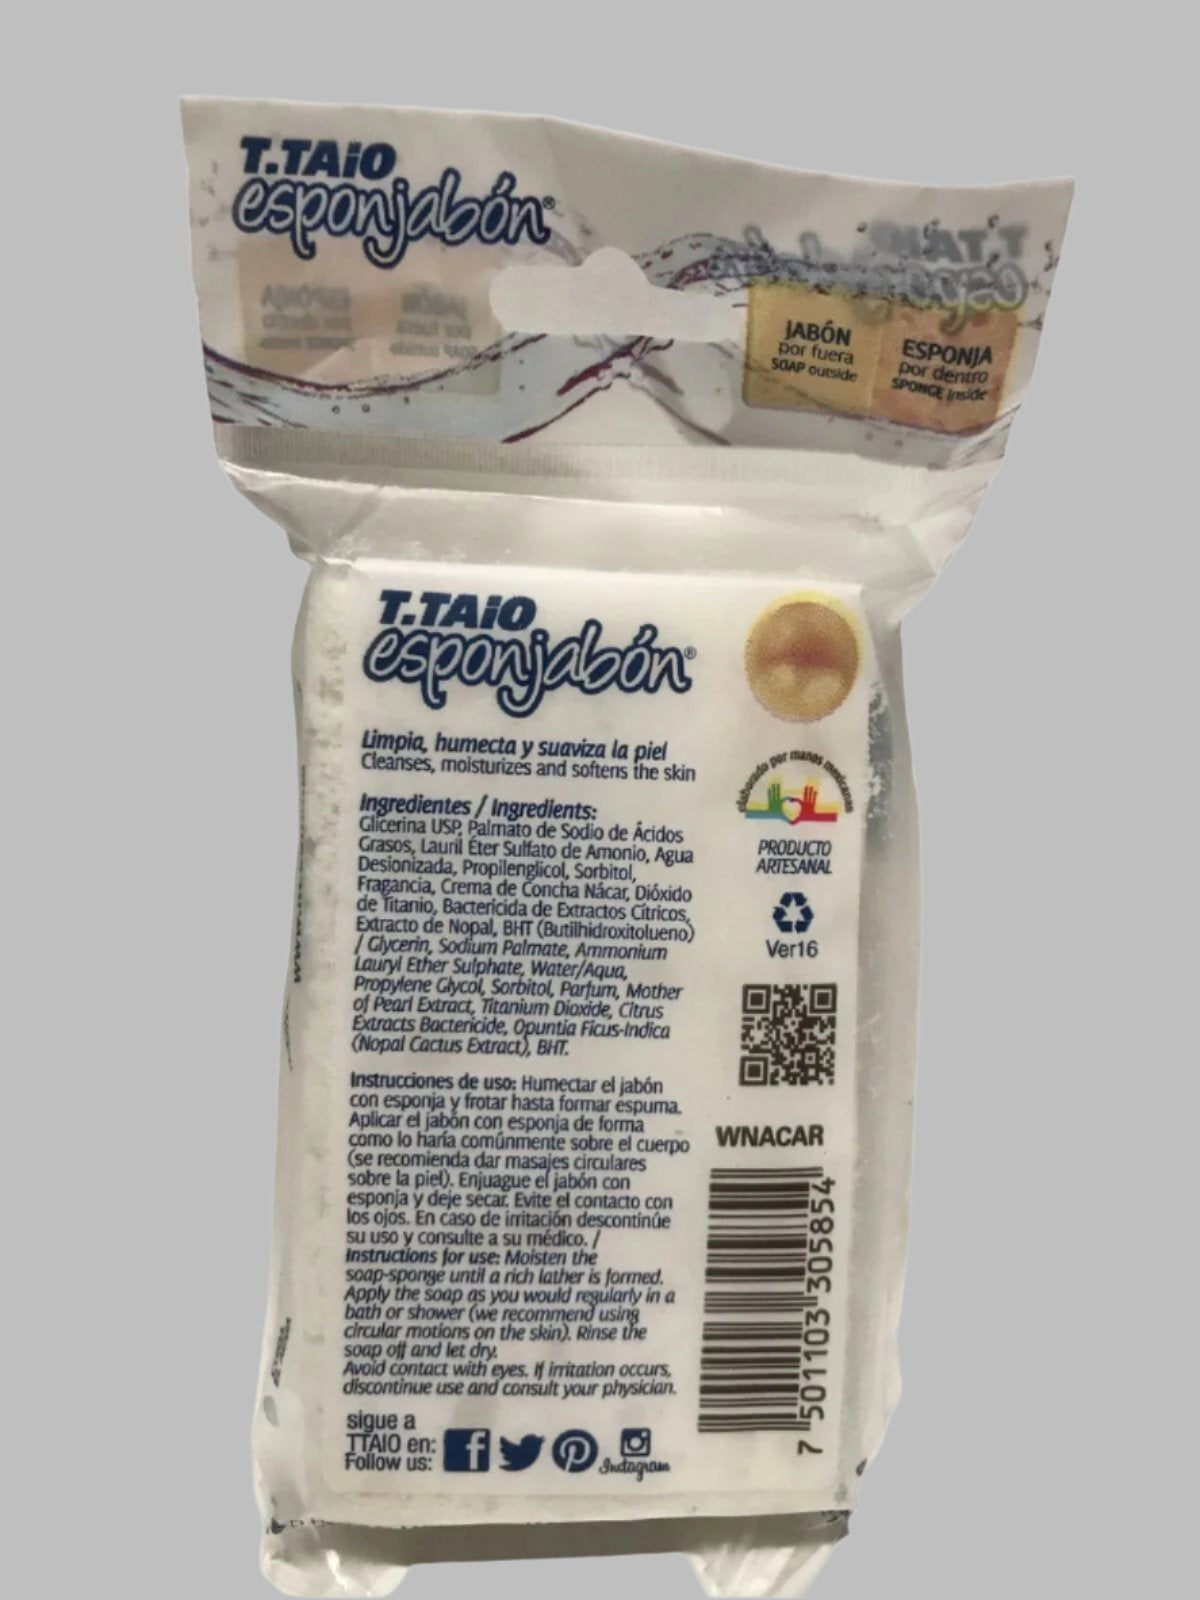 T.TAiO
esponjabón®
JABÓN
por fuera
SOAP outside
ESPONJA
por dentro
SPONGE inside
T.TAiO
esponjabón®
Limpia, humecta y suaviza la piel
Cleanses, moisturizes and softens the skin
Ingredientes / Ingredients:
Glicerina USP, Palmato de Sodio de Ácidos
Grasos, Lauril Éter Sulfato de Amonio, Agua
Desionizada, Propilenglicol, Sorbitol,
Fragancia, Crema de Concha Nácar, Dióxido
de Titanio, Bactericida de Extractos Cítricos,
Extracto de Nopal, BHT (Butilhidroxitolueno)
/ Glycerin, Sodium Palmate, Ammonium
Lauryl Ether Sulphate, Water/Aqua,
Propylene Glycol, Sorbitol, Parfum, Mother
of Pearl Extract, Titanium Dioxide, Citrus
Extracts Bactericide, Opuntia Ficus-Indica
(Nopal Cactus Extract), BHT.
Instrucciones de uso: Humectar el jabón
con esponja y frotar hasta formar espuma.
Aplicar el jabón con esponja de forma
como lo haría comúnmente sobre el cuerpo
(se recomienda dar masajes circulares
sobre la piel). Enjuague el jabón con
esponja y deje secar. Evite el contacto con
los ojos. En caso de irritación descontinúe
su uso y consulte a su médico. /
Instructions for use: Moisten the
soap-sponge until a rich lather is formed.
Apply the soap as you would regularly in a
bath or shower (we recommend using
circular motions on the skin). Rinse the
soap off and let dry.
Avoid contact with eyes. If irritation occurs,
discontinue use and consult your physician.
sigue a
TTAIO en:
Follow us:
Instagram
elaborado por manos mexicanas
PRODUCTO
ARTESANAL
Ver16
WNACAR
7 501103 305854